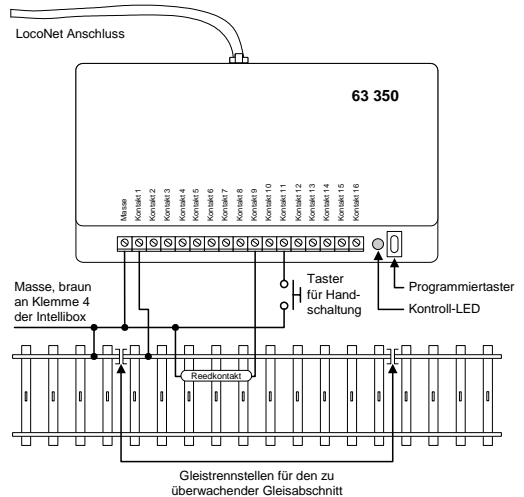 LocoNet Anschluss
63 350
Masse
Kontakt 1
Kontakt 2
Kontakt 3
Kontakt 4
Kontakt 5
Kontakt 6
Kontakt 7
Kontakt 8
Kontakt 9
Kontakt 10
Kontakt 11
Kontakt 12
Kontakt 13
Kontakt 14
Kontakt 15
Kontakt 16
Masse, braun
an Klemme 4
der Intellibox
Taster
für Hand-
schaltung
Programmiertaster
Kontroll-LED
Reedkontakt
Gleistrennstellen für den zu
überwachender Gleisabschnitt